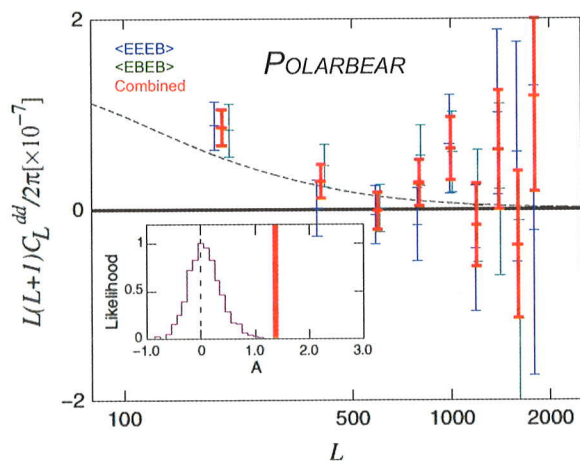 2
<EEEB>
<EBEB>
Combined
POLARBEAR
L(L+1)C_L^{dd}/2π[×10^{-7}]
0
1
0.5
0
Likelihood
-1.0 0 1.0 2.0 3.0
A
-2
100 500 1000 2000
L